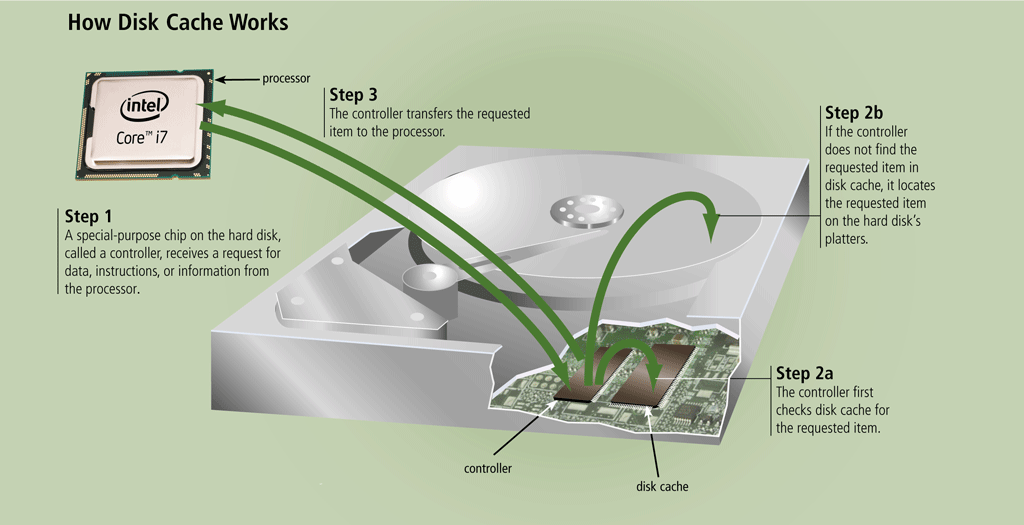 How Disk Cache Works
processor
intel
Core™ i7
Step 3
The controller transfers the requested
item to the processor.
Step 2b
If the controller
does not find the
requested item in
disk cache, it locates
the requested item
on the hard disk's
platters.
Step 1
A special-purpose chip on the hard disk,
called a controller, receives a request for
data, instructions, or information from
the processor.
Step 2a
The controller first
checks disk cache for
the requested item.
controller
disk cache